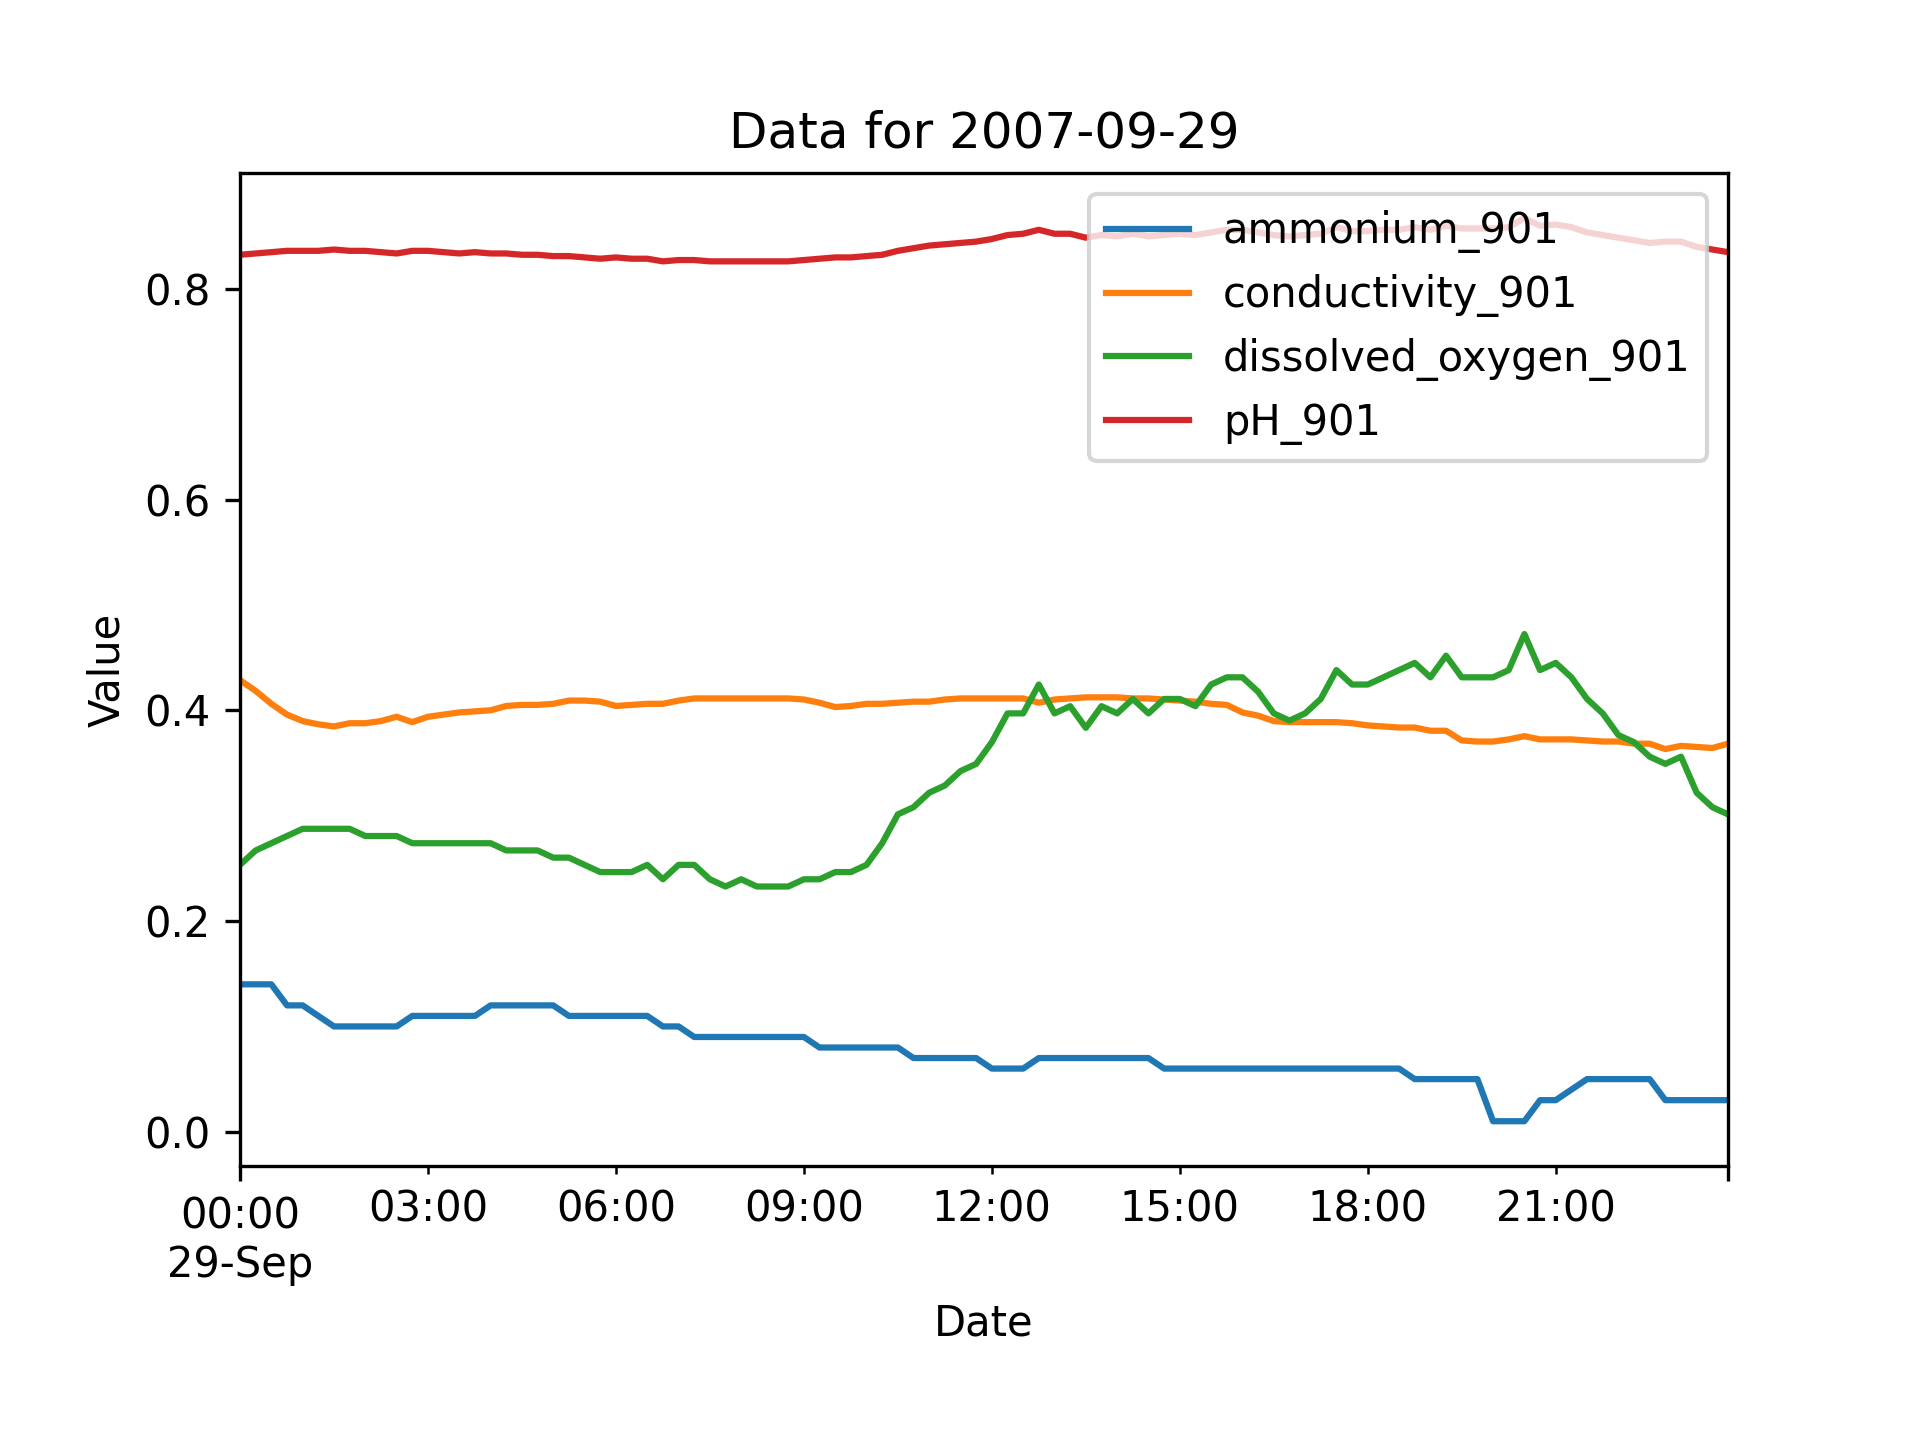 Data for 2007-09-29
ammonium_901
conductivity_901
dissolved_oxygen_901
pH_901
0.8
0.6
0.4
0.2
0.0
Value
00:00 03:00 06:00 09:00 12:00 15:00 18:00 21:00
29-Sep
Date